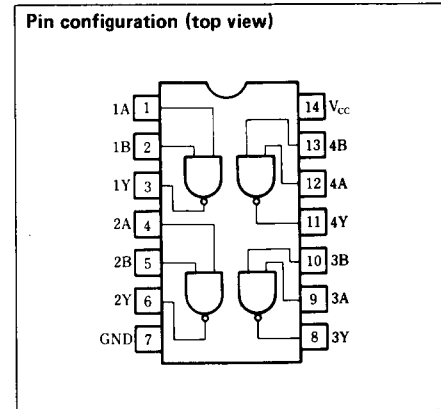 Pin configuration (top view)
1A 1
1B 2
1Y 3
2A 4
2B 5
2Y 6
GND 7
14 VCC
13 4B
12 4A
11 4Y
10 3B
9 3A
8 3Y